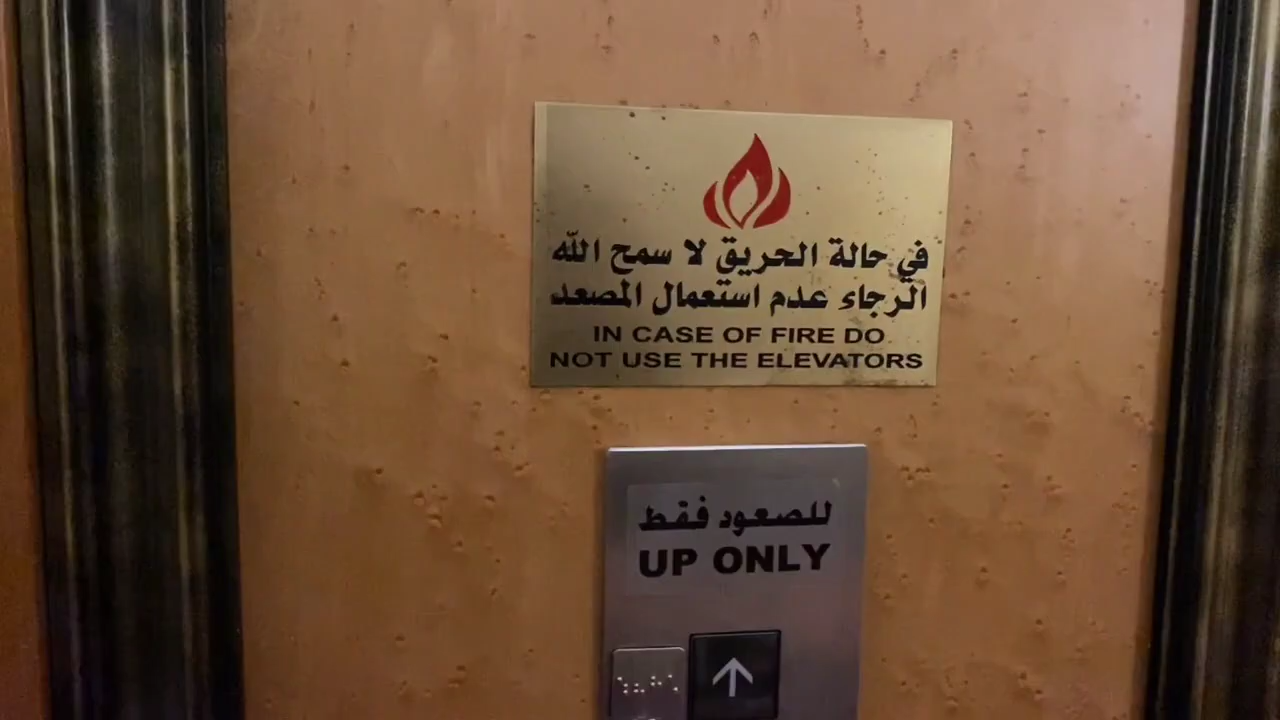 في حالة الحريق لا سمح الله
الرجاء عدم استعمال المصعد
IN CASE OF FIRE DO
NOT USE THE ELEVATORS
للصعود فقط
UP ONLY